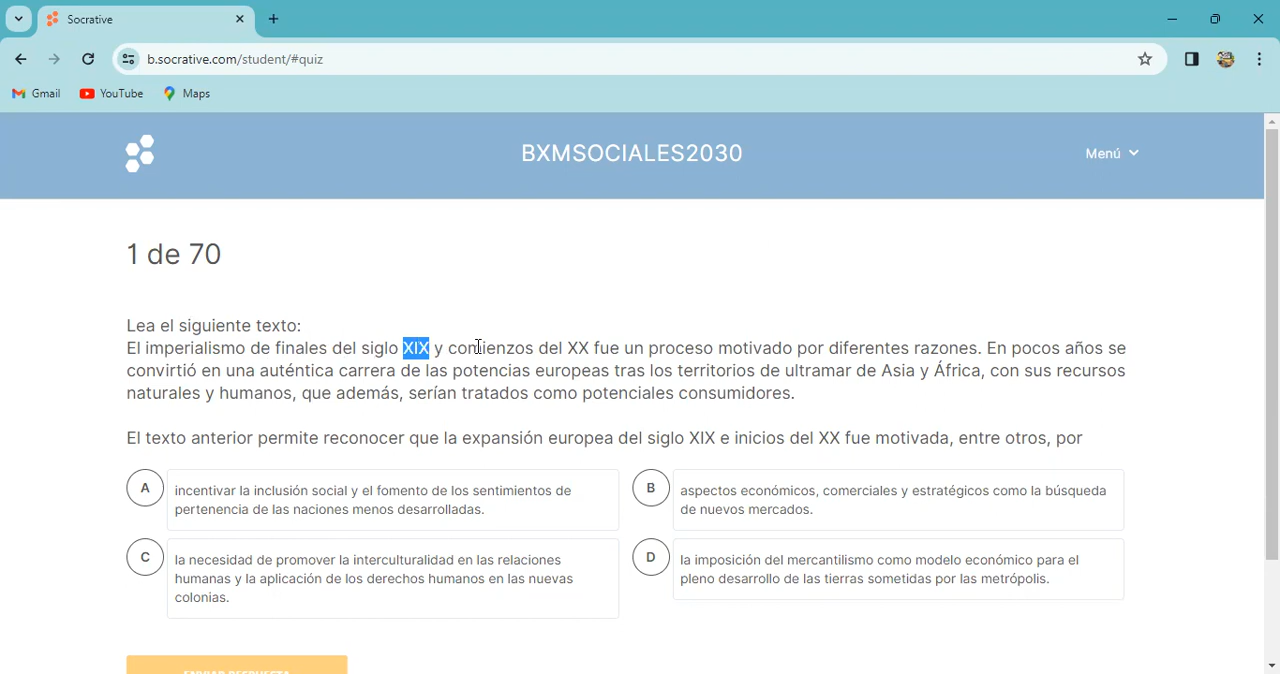 Socrative
b.socrative.com/student/#quiz
Gmail YouTube Maps
BXMSOCIALES2030
Menú
1 de 70
Lea el siguiente texto:
El imperialismo de finales del siglo XIX y comienzos del XX fue un proceso motivado por diferentes razones. En pocos años se
convirtió en una auténtica carrera de las potencias europeas tras los territorios de ultramar de Asia y África, con sus recursos
naturales y humanos, que además, serían tratados como potenciales consumidores.
El texto anterior permite reconocer que la expansión europea del siglo XIX e inicios del XX fue motivada, entre otros, por
A
incentivar la inclusión social y el fomento de los sentimientos de
pertenencia de las naciones menos desarrolladas.
B
aspectos económicos, comerciales y estratégicos como la búsqueda
de nuevos mercados.
C
la necesidad de promover la interculturalidad en las relaciones
humanas y la aplicación de los derechos humanos en las nuevas
colonias.
D
la imposición del mercantilismo como modelo económico para el
pleno desarrollo de las tierras sometidas por las metrópolis.
ENVIAR RESPUESTA